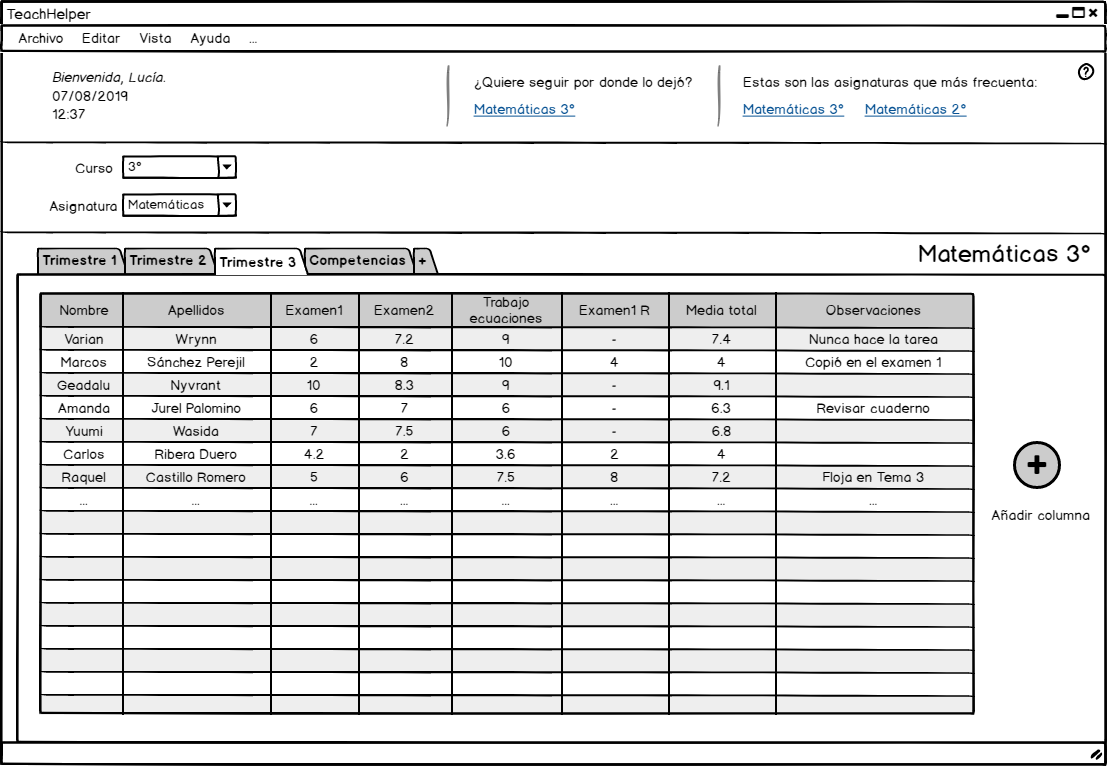 TeachHelper
Archivo Editar Vista Ayuda ...
Bienvenida, Lucía.
07/08/2019
12:37
¿Quiere seguir por donde lo dejó?
Matemáticas 3º
Estas son las asignaturas que más frecuenta:
Matemáticas 3º Matemáticas 2º
?
Curso 3º
Asignatura Matemáticas
Trimestre 1 Trimestre 2 Trimestre 3 Competencias +
Matemáticas 3º
Nombre Apellidos Examen1 Examen2 Trabajo ecuaciones Examen1 R Media total Observaciones
Varian Wrynn 6 7.2 9 - 7.4 Nunca hace la tarea
Marcos Sánchez Perejil 2 8 10 4 4 Copió en el examen 1
Geadalu Nyvrant 10 8.3 9 - 9.1
Amanda Jurel Palomino 6 7 6 - 6.3 Revisar cuaderno
Yuumi Wasida 7 7.5 6 - 6.8
Carlos Ribera Duero 4.2 2 3.6 2 4
Raquel Castillo Romero 5 6 7.5 8 7.2 Floja en Tema 3
... ... ... ... ... ... ... ...
+
Añadir columna